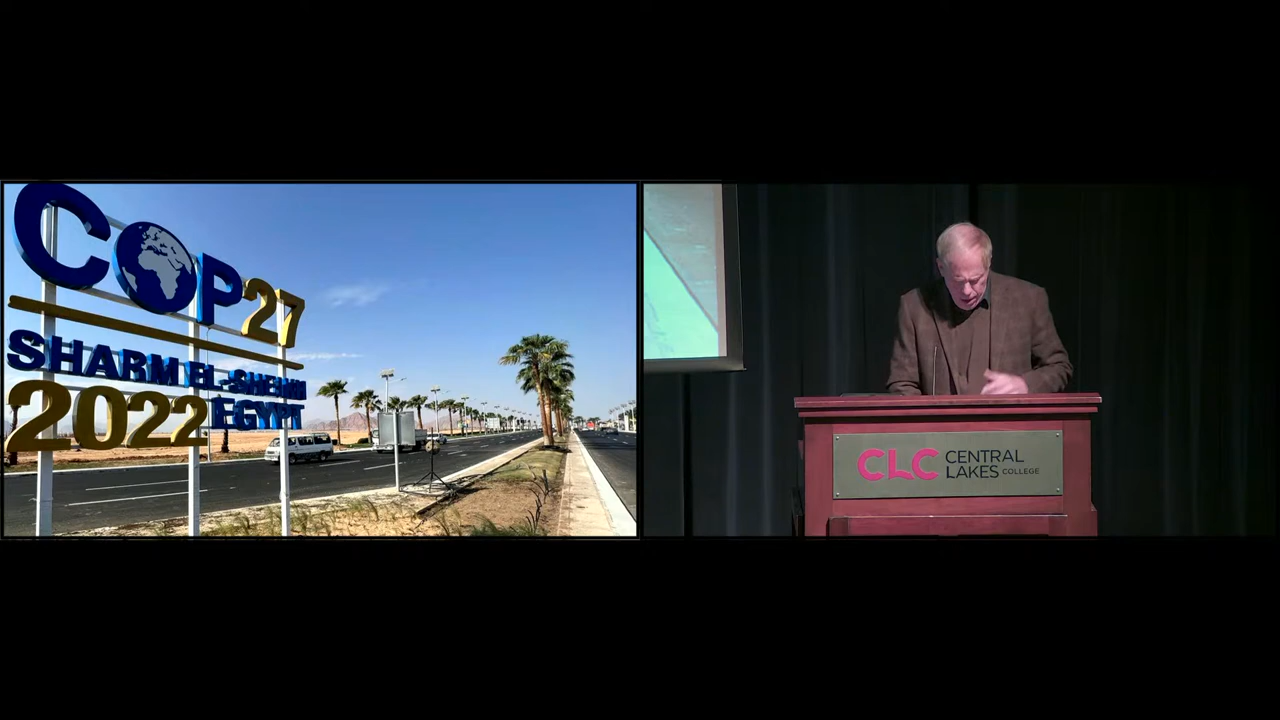 COP27
SHARM EL-SHEIKH
2022 EGYPT
CLC CENTRAL
LAKES COLLEGE